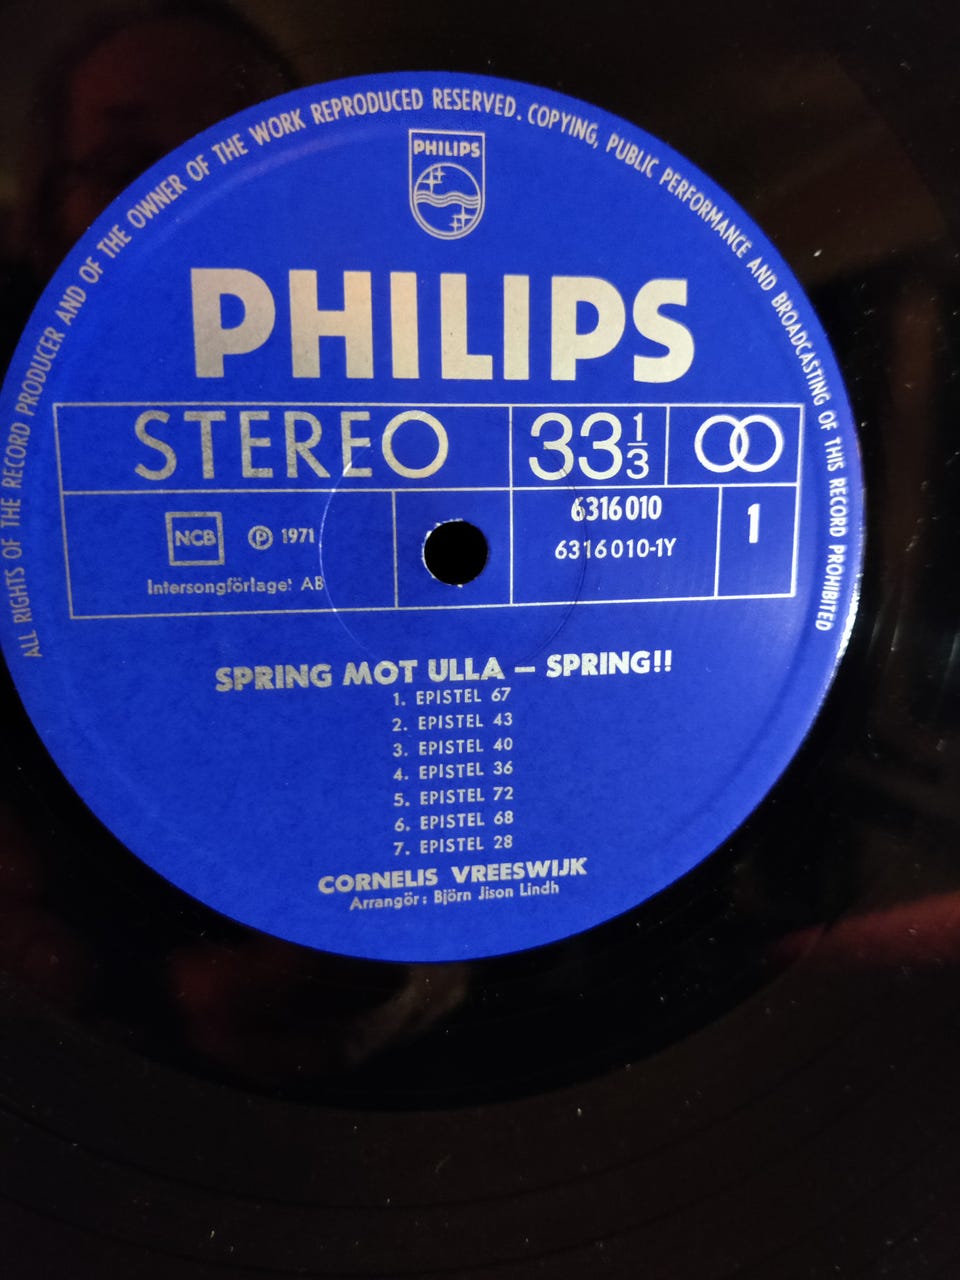 ALL RIGHTS OF THE RECORD PRODUCER AND OF THE OWNER OF THE WORK REPRODUCED RESERVED. COPYING, PUBLIC PERFORMANCE AND BROADCASTING OF THIS RECORD PROHIBITED
PHILIPS
PHILIPS
STEREO 33 1/3
NCB ℗ 1971 6316 010 1
6316 010-1Y
Intersongförlaget AB
SPRING MOT ULLA – SPRING!!
1. EPISTEL 67
2. EPISTEL 43
3. EPISTEL 40
4. EPISTEL 36
5. EPISTEL 72
6. EPISTEL 68
7. EPISTEL 28
CORNELIS VREESWIJK
Arrangör: Björn Jison Lindh